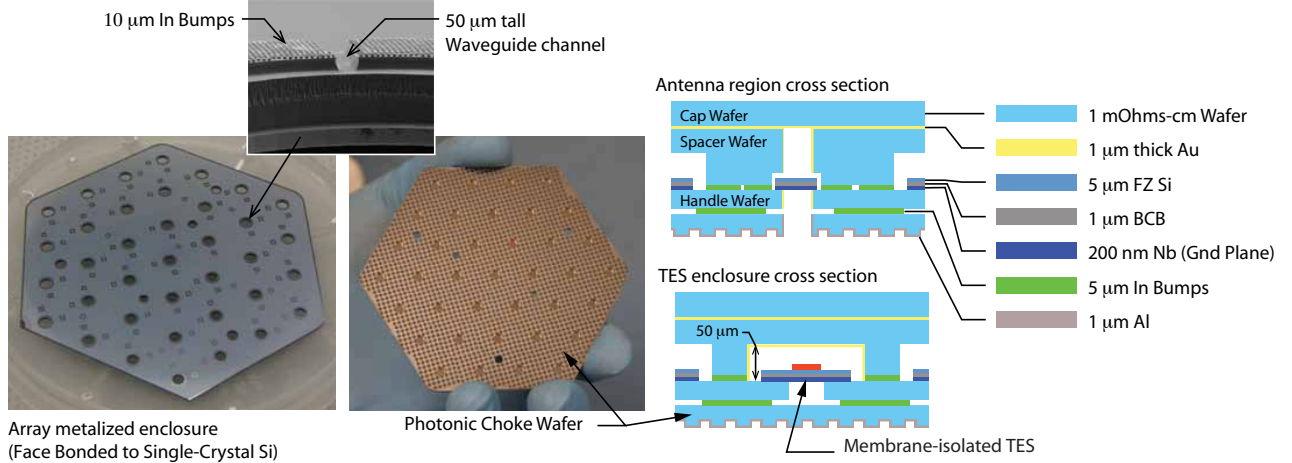 10 μm In Bumps
50 μm tall
Waveguide channel
Antenna region cross section
Cap Wafer
Spacer Wafer
Handle Wafer
1 mOhms-cm Wafer
1 μm thick Au
5 μm FZ Si
1 μm BCB
200 nm Nb (Gnd Plane)
5 μm In Bumps
1 μm Al
TES enclosure cross section
50 μm
Photonic Choke Wafer
Membrane-isolated TES
Array metalized enclosure
(Face Bonded to Single-Crystal Si)